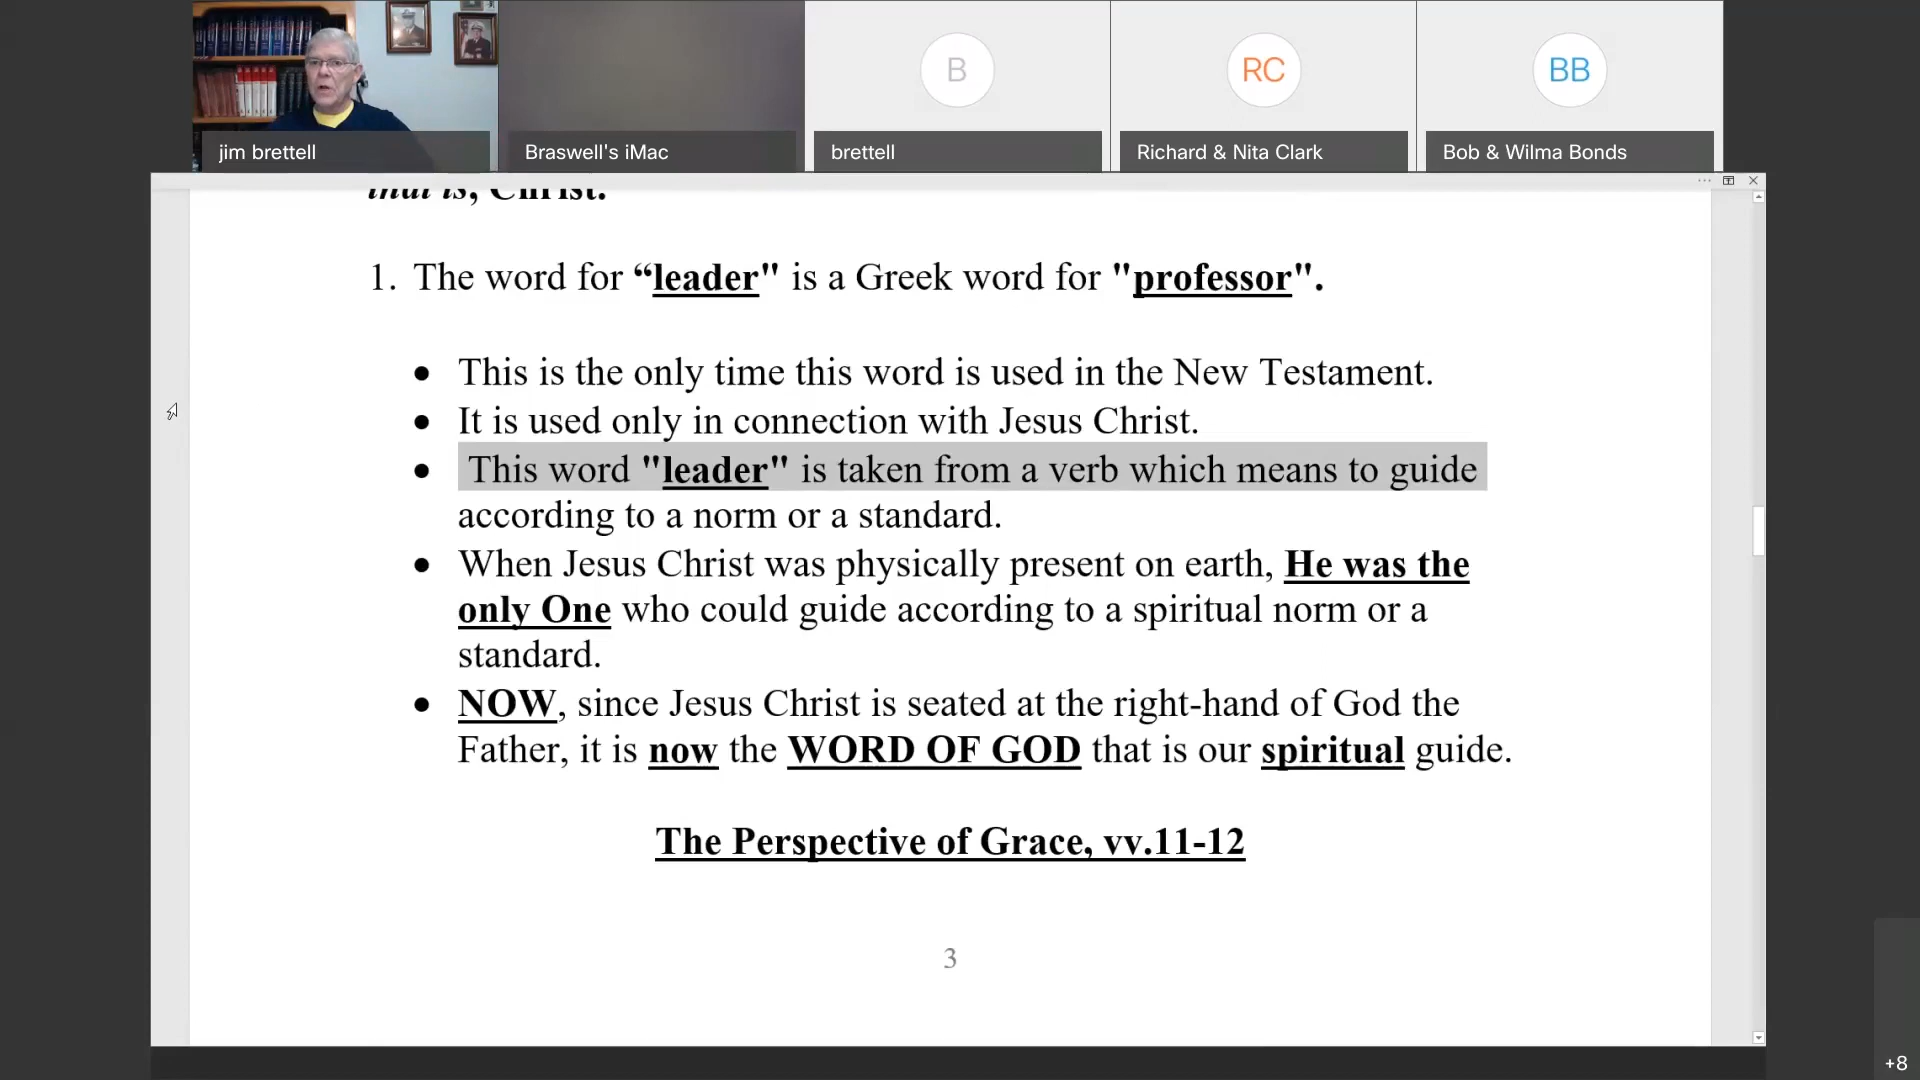 B
RC
BB
jim brettell
Braswell's iMac
brettell
Richard & Nita Clark
Bob & Wilma Bonds
that is, Christ.
1. The word for “leader" is a Greek word for "professor".
• This is the only time this word is used in the New Testament.
• It is used only in connection with Jesus Christ.
• This word "leader" is taken from a verb which means to guide
according to a norm or a standard.
• When Jesus Christ was physically present on earth, He was the
only One who could guide according to a spiritual norm or a
standard.
• NOW, since Jesus Christ is seated at the right-hand of God the
Father, it is now the WORD OF GOD that is our spiritual guide.
The Perspective of Grace, vv.11-12
3
+8